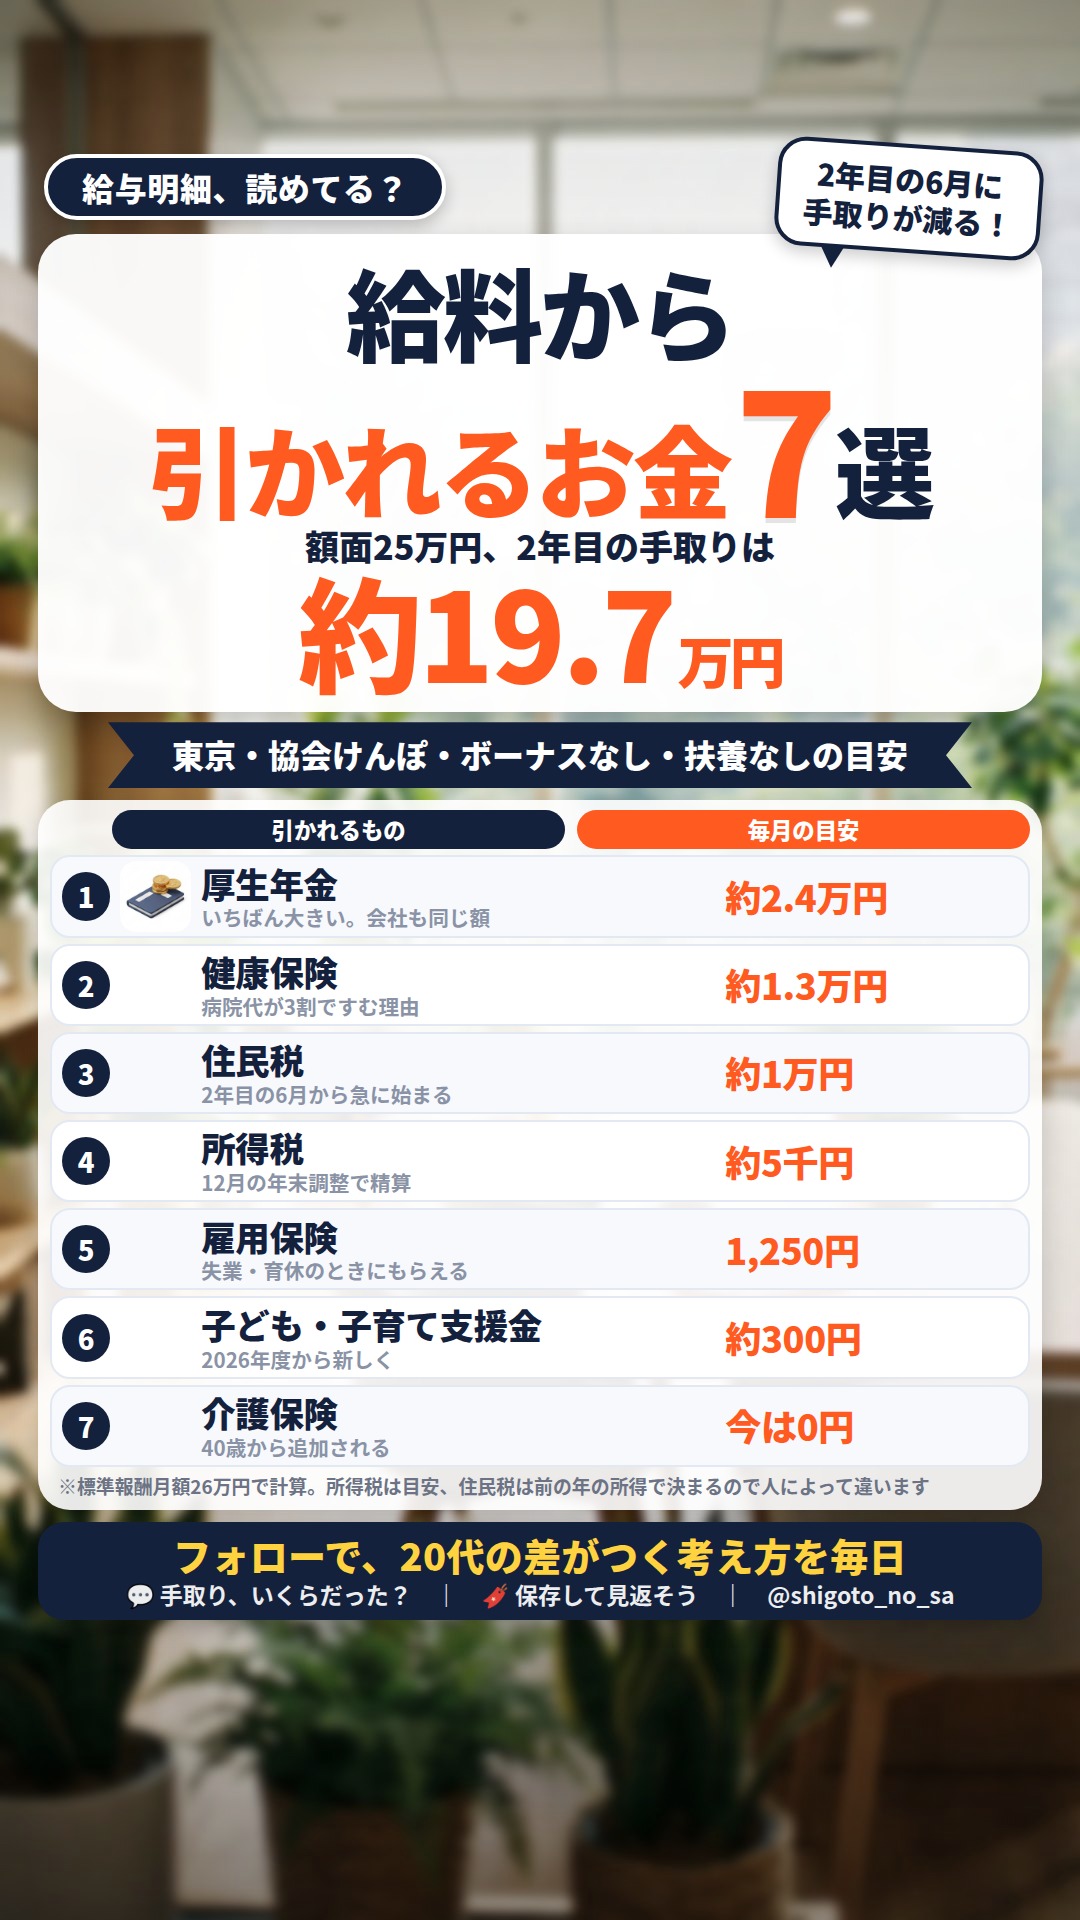 給与明細、読めてる？
2年目の6月に
手取りが減る！
給料から
引かれるお金7選
額面25万円、2年目の手取りは
約19.7万円
東京・協会けんぽ・ボーナスなし・扶養なしの目安
引かれるもの 毎月の目安
1 厚生年金 約2.4万円
いちばん大きい。会社も同じ額
2 健康保険 約1.3万円
病院代が3割ですむ理由
3 住民税 約1万円
2年目の6月から急に始まる
4 所得税 約5千円
12月の年末調整で精算
5 雇用保険 1,250円
失業・育休のときにもらえる
6 子ども・子育て支援金 約300円
2026年度から新しく
7 介護保険 今は0円
40歳から追加される
※標準報酬月額26万円で計算。所得税は目安、住民税は前の年の所得で決まるので人によって違います
フォローで、20代の差がつく考え方を毎日
💬 手取り、いくらだった？ ｜ 🔖 保存して見返そう ｜ @shigoto_no_sa